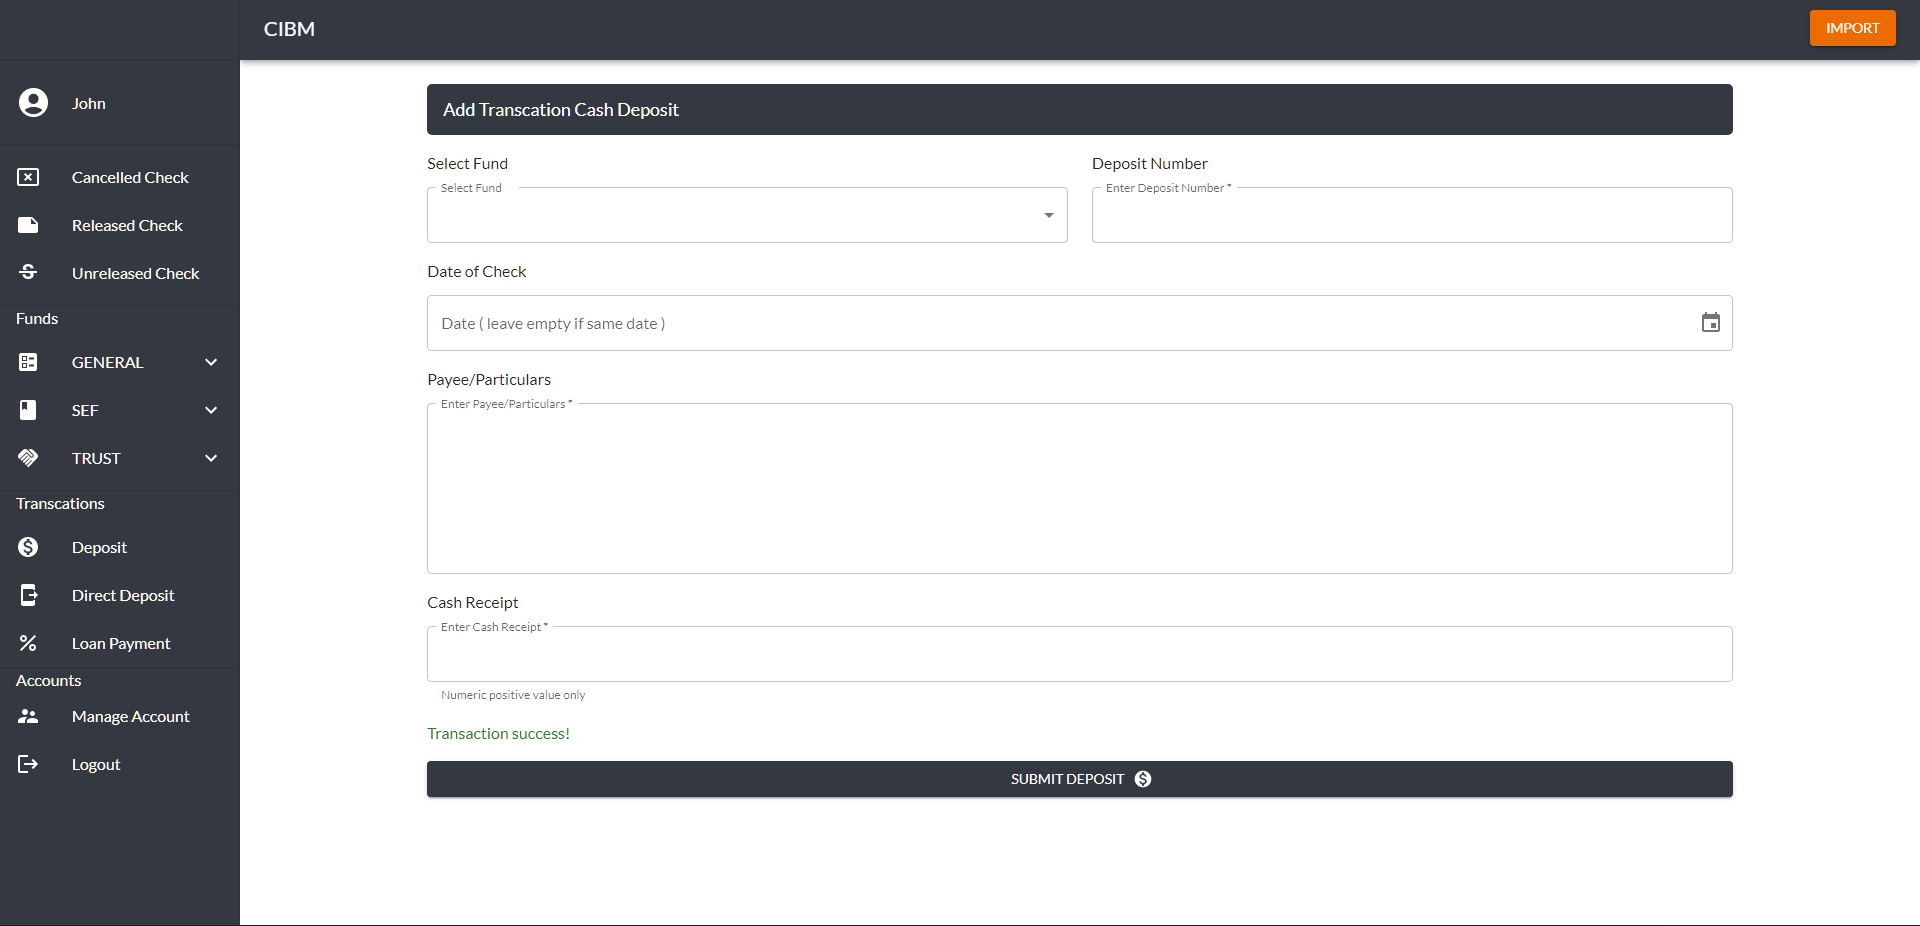 CIBM
IMPORT
John
Cancelled Check
Released Check
Unreleased Check
Funds
GENERAL
SEF
TRUST
Transcations
Deposit
Direct Deposit
Loan Payment
Accounts
Manage Account
Logout
Add Transcation Cash Deposit
Select Fund
Select Fund
Deposit Number
Enter Deposit Number *
Date of Check
Date ( leave empty if same date )
Payee/Particulars
Enter Payee/Particulars *
Cash Receipt
Enter Cash Receipt *
Numeric positive value only
Transaction success!
SUBMIT DEPOSIT